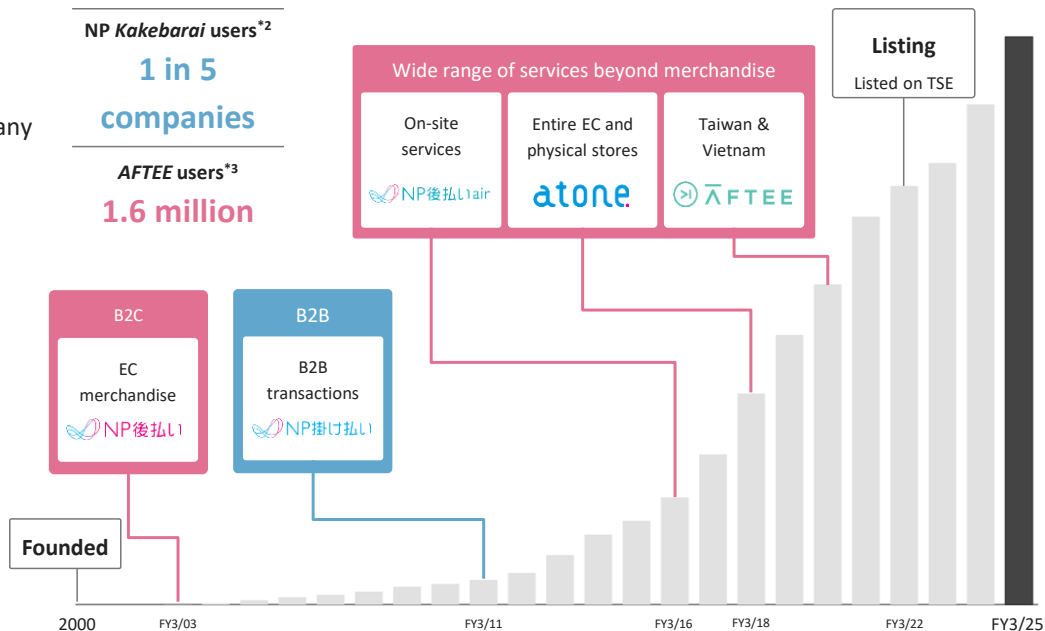 NP Kakebarai users*2
1 in 5
companies
any
AFTEE users*3
1.6 million
Wide range of services beyond merchandise
On-site
services
NP後払いair
Entire EC and
physical stores
atone
Taiwan &
Vietnam
AFTEE
Listing
Listed on TSE
B2C
EC
merchandise
NP後払い
B2B
B2B
transactions
NP掛け払い
Founded
2000
FY3/03
FY3/11
FY3/16
FY3/18
FY3/22
FY3/25